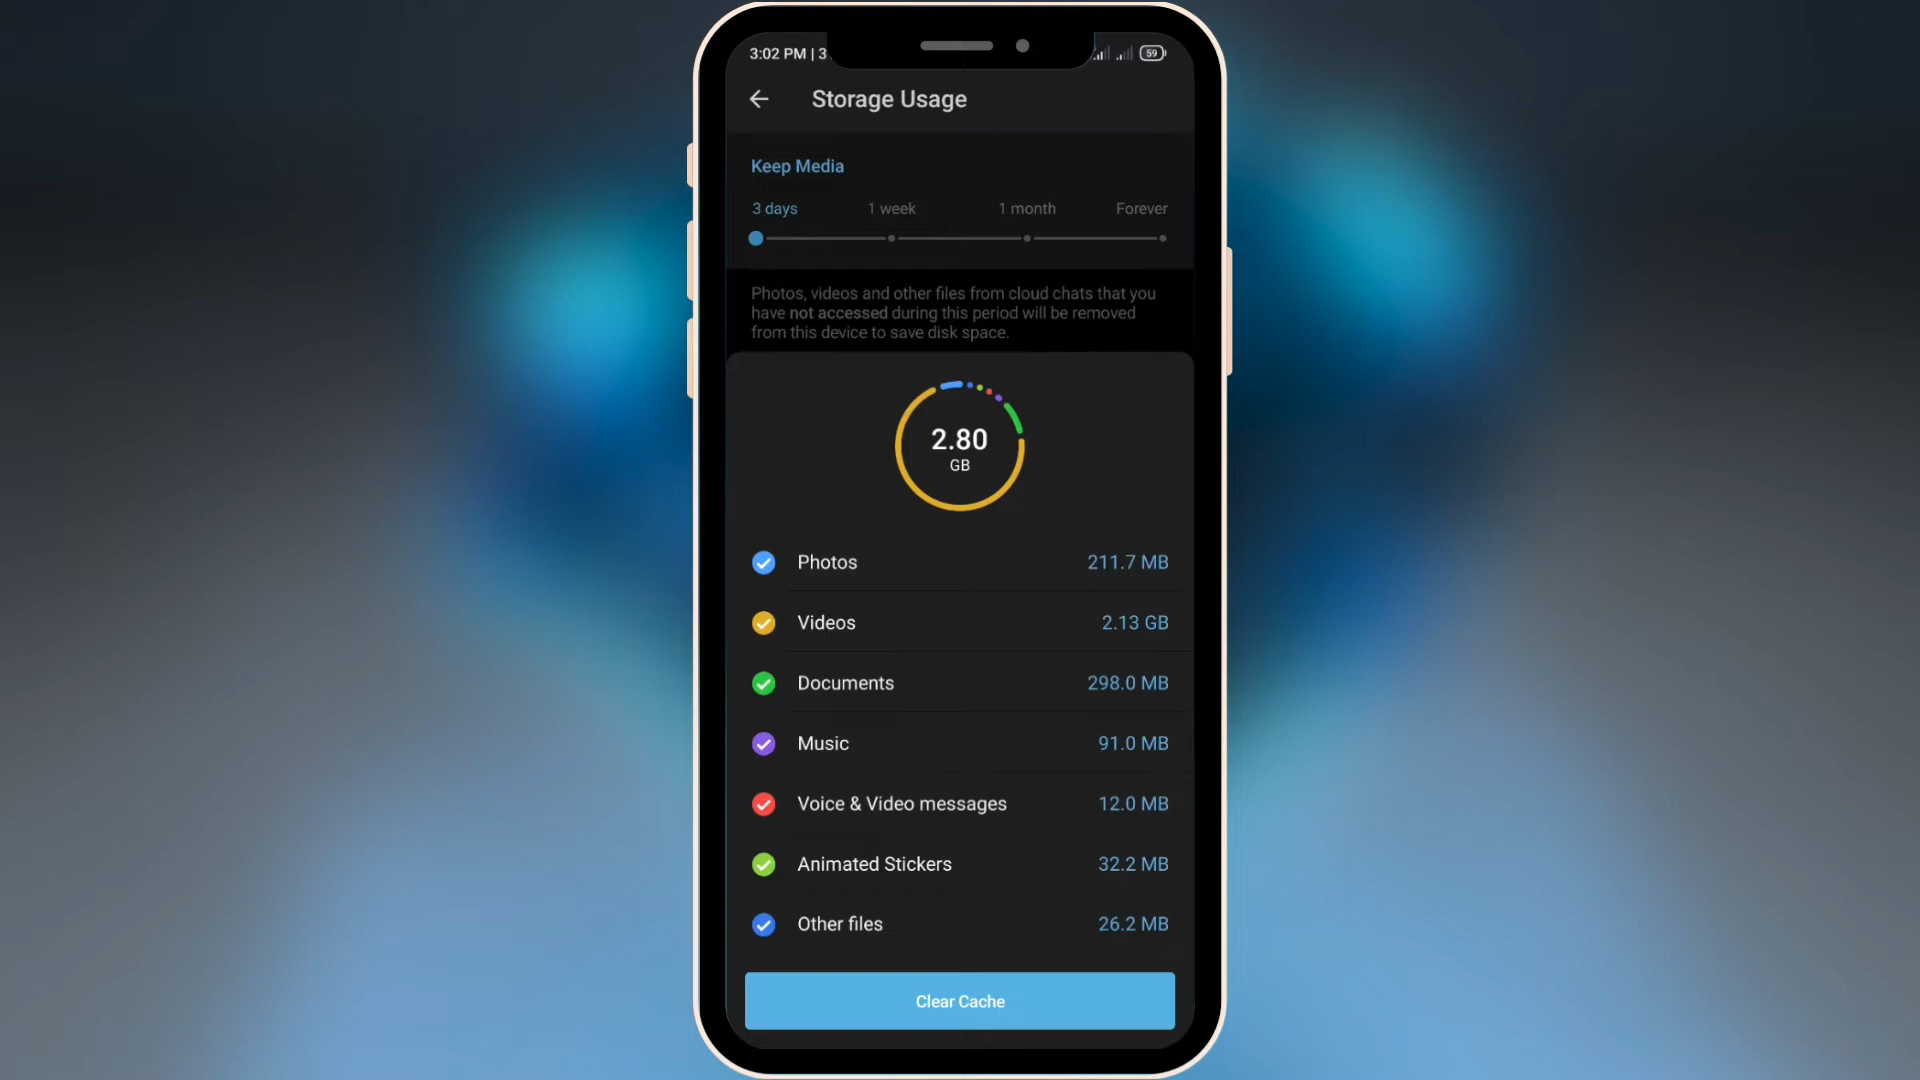 3:02 PM | 3
59
Storage Usage
Keep Media
3 days 1 week 1 month Forever
Photos, videos and other files from cloud chats that you
have not accessed during this period will be removed
from this device to save disk space.
2.80
GB
Photos 211.7 MB
Videos 2.13 GB
Documents 298.0 MB
Music 91.0 MB
Voice & Video messages 12.0 MB
Animated Stickers 32.2 MB
Other files 26.2 MB
Clear Cache